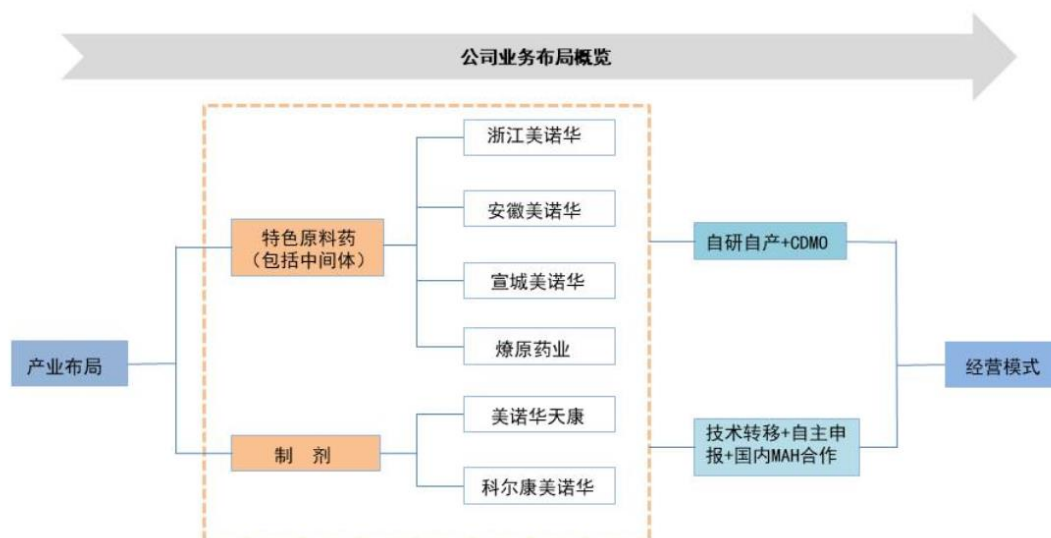 公司业务布局概览
产业布局
特色原料药
（包括中间体）
浙江美诺华
安徽美诺华
宣城美诺华
燎原药业
制 剂
美诺华天康
科尔康美诺华
自研自产+CDMO
技术转移+自主申
报+国内MAH合作
经营模式